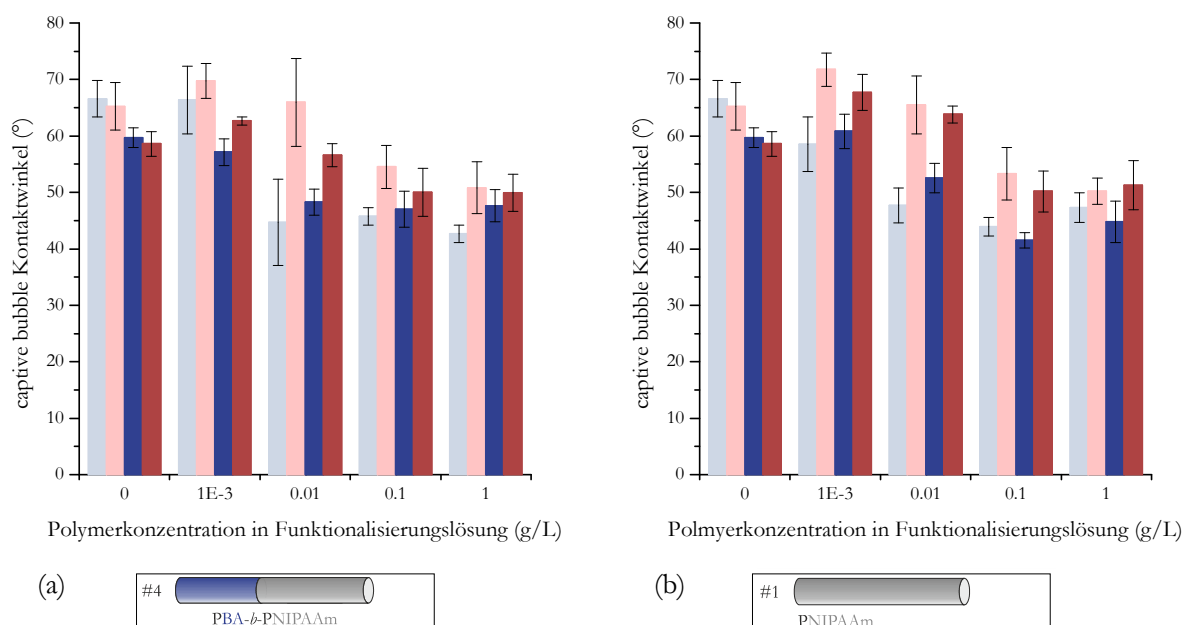 80
70
60
50
40
30
20
10
0
captive bubble Kontaktwinkel (°)
0 1E-3 0.01 0.1 1
Polymerkonzentration in Funktionalisierungslösung (g/L)
(a)
#4
PBA-b-PNIPAAm
80
70
60
50
40
30
20
10
0
captive bubble Kontaktwinkel (°)
0 1E-3 0.01 0.1 1
Polmyerkonzentration in Funktionalisierungslösung (g/L)
(b)
#1
PNIPAAm